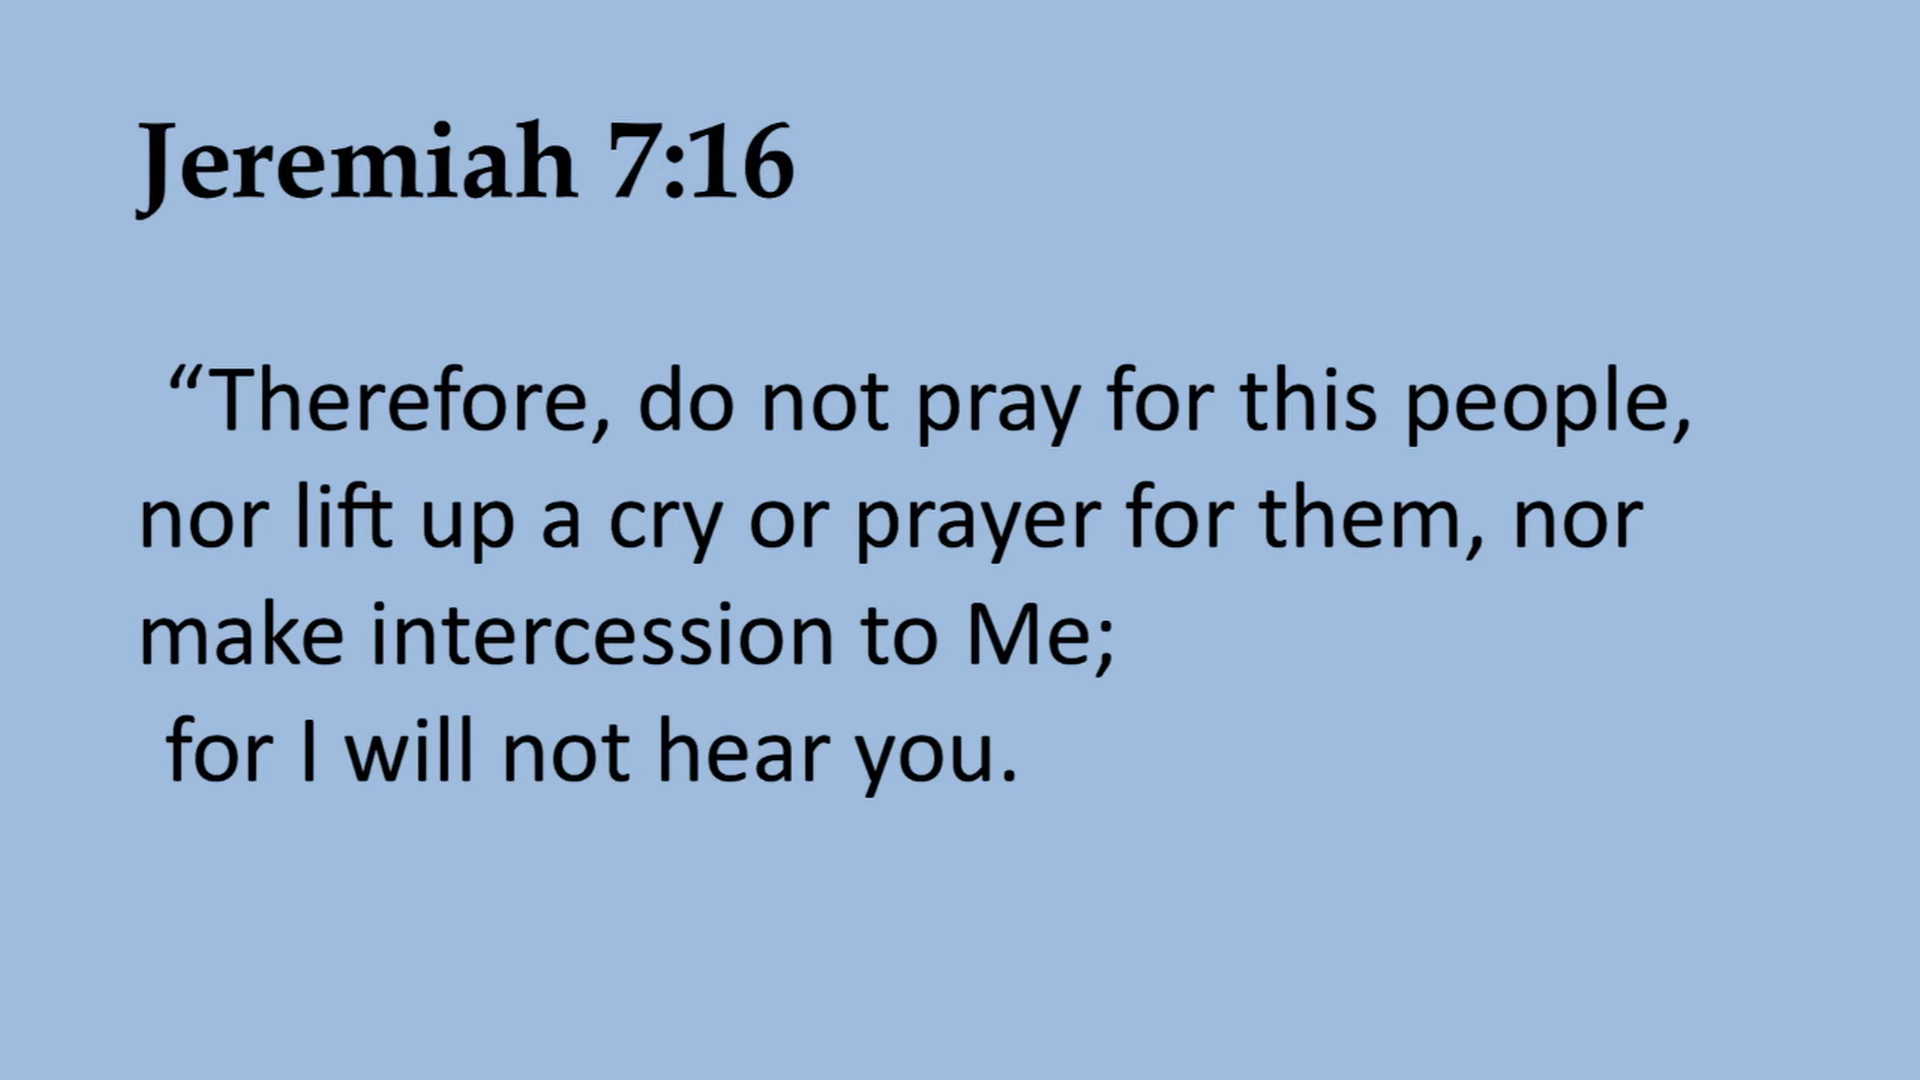 Jeremiah 7:16
“Therefore, do not pray for this people,
nor lift up a cry or prayer for them, nor
make intercession to Me;
for I will not hear you.